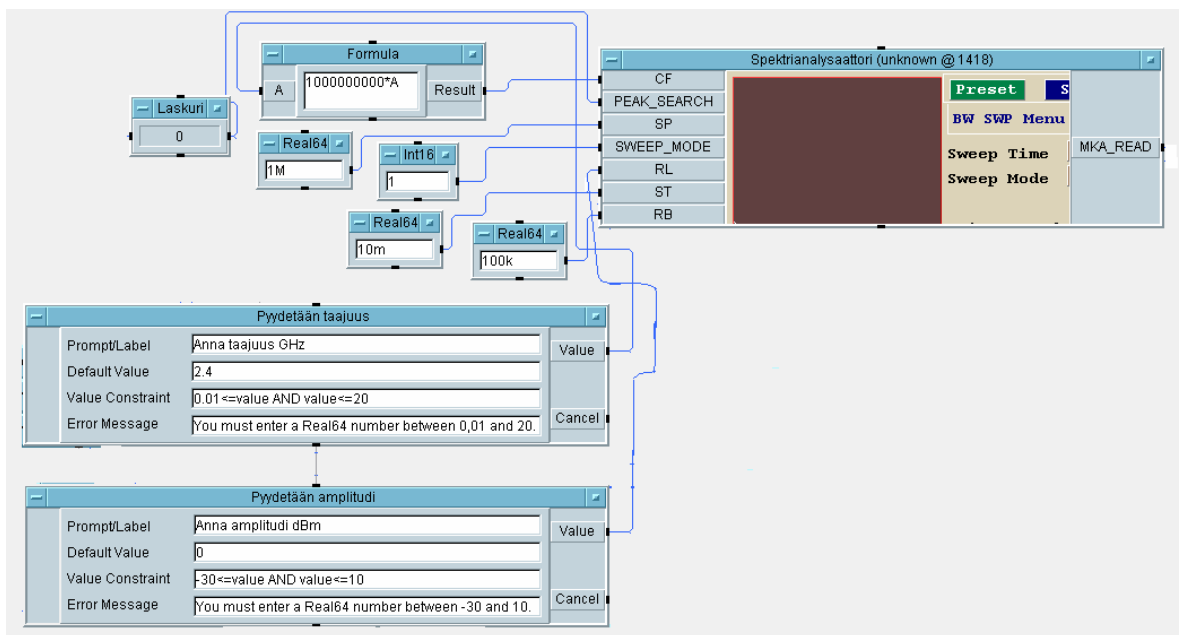 Formula
A
1000000000*A
Result
Laskuri
0
Real64
1M
Int16
1
Real64
10m
Real64
100k
Spektrianalysaattori (unknown @ 1418)
CF
PEAK_SEARCH
SP
SWEEP_MODE
RL
ST
RB
Preset
S
BW SWP Menu
Sweep Time
Sweep Mode
MKA_READ
Pyydetään taajuus
Prompt/Label
Anna taajuus GHz
Default Value
2.4
Value Constraint
0.01<=value AND value<=20
Error Message
You must enter a Real64 number between 0,01 and 20.
Value
Cancel
Pyydetään amplitudi
Prompt/Label
Anna amplitudi dBm
Default Value
0
Value Constraint
-30<=value AND value<=10
Error Message
You must enter a Real64 number between -30 and 10.
Value
Cancel